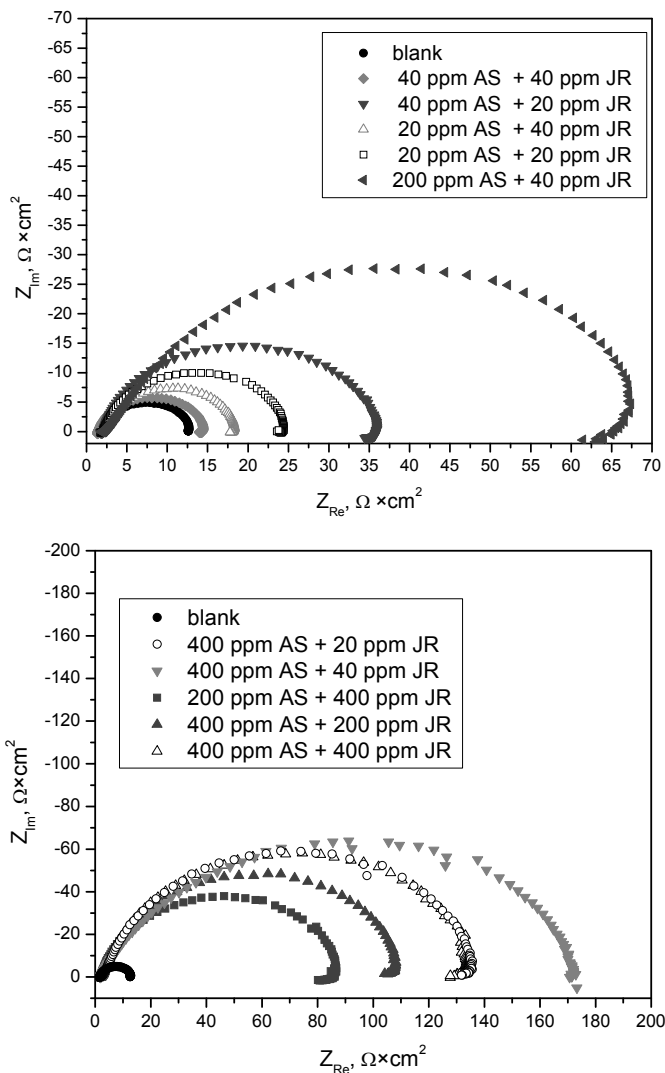 -70
-65
-60
-55
-50
-45
-40
-35
-30
-25
-20
-15
-10
-5
0
Z_Im, Ω ×cm²
blank
40 ppm AS + 40 ppm JR
40 ppm AS + 20 ppm JR
20 ppm AS + 40 ppm JR
20 ppm AS + 20 ppm JR
200 ppm AS + 40 ppm JR
0 5 10 15 20 25 30 35 40 45 50 55 60 65 70
Z_Re, Ω ×cm²
-200
-180
-160
-140
-120
-100
-80
-60
-40
-20
0
Z_Im, Ω×cm²
blank
400 ppm AS + 20 ppm JR
400 ppm AS + 40 ppm JR
200 ppm AS + 400 ppm JR
400 ppm AS + 200 ppm JR
400 ppm AS + 400 ppm JR
0 20 40 60 80 100 120 140 160 180 200
Z_Re, Ω×cm²